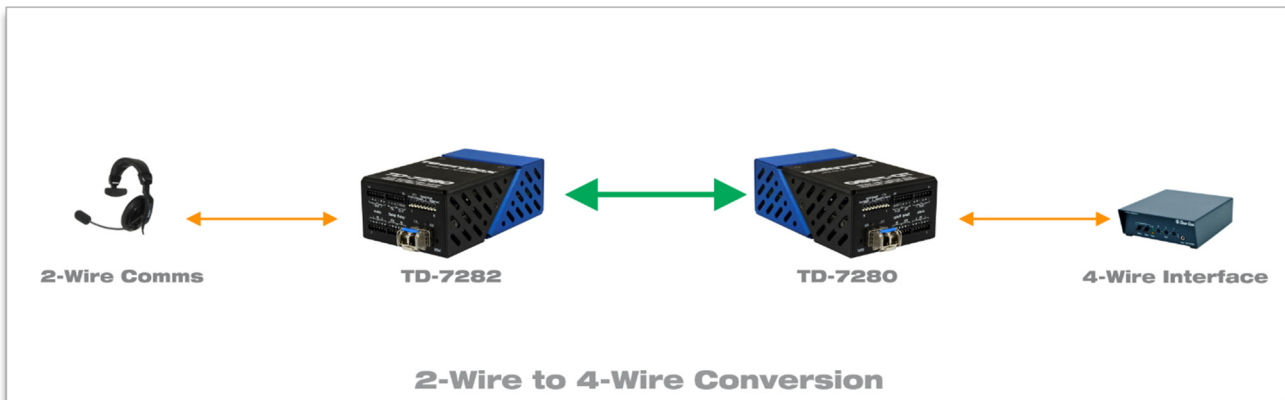 2-Wire Comms
TD-7282
TD-7280
4-Wire Interface
2-Wire to 4-Wire Conversion